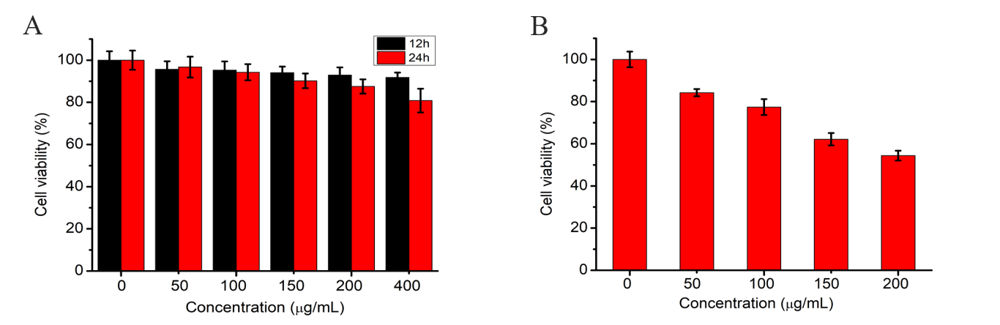 A
12h
24h
100
80
60
40
20
0
Cell viability (%)
0 50 100 150 200 400
Concentration (μg/mL)
B
100
80
60
40
20
0
Cell viability (%)
0 50 100 150 200
Concentration (μg/mL)